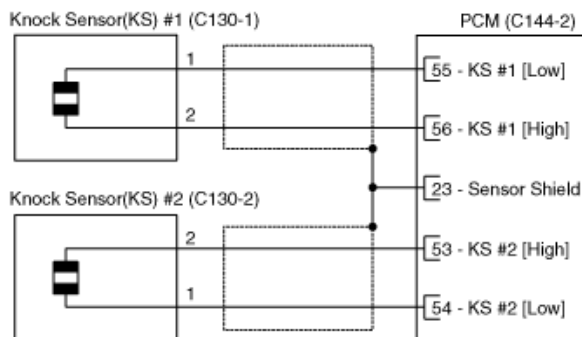 Knock Sensor(KS) #1 (C130-1)
PCM (C144-2)
1
55 - KS #1 [Low]
2
56 - KS #1 [High]
23 - Sensor Shield
Knock Sensor(KS) #2 (C130-2)
2
53 - KS #2 [High]
1
54 - KS #2 [Low]